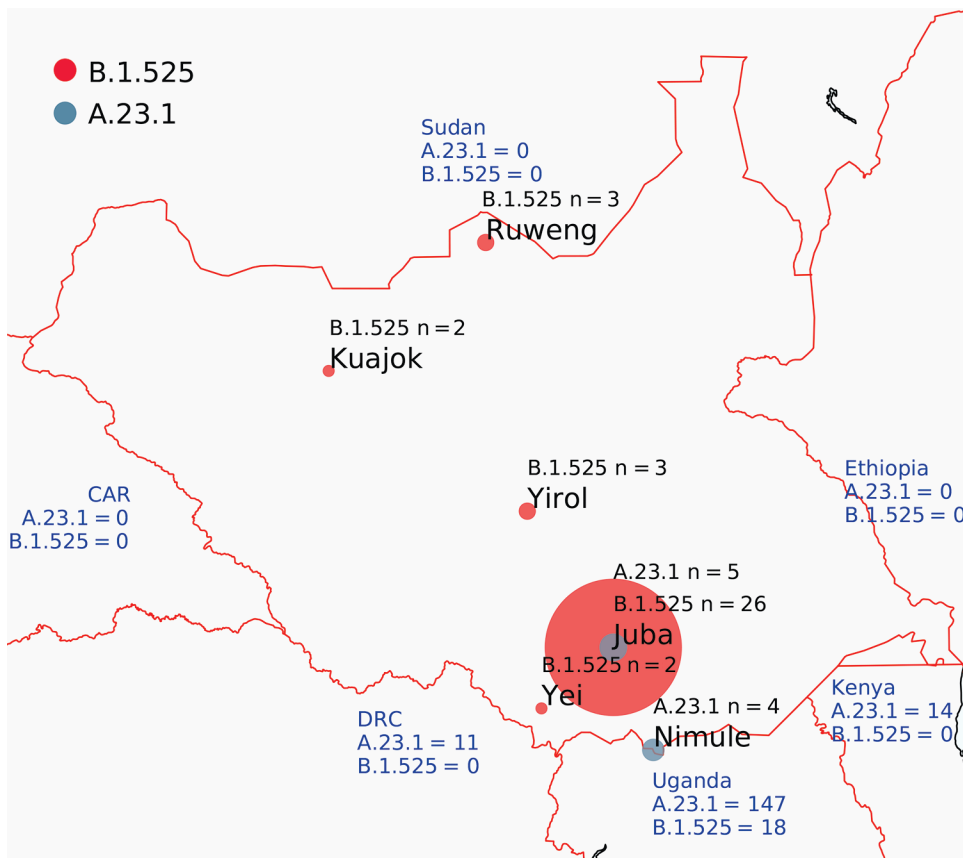 B.1.525
A.23.1
Sudan
A.23.1 = 0
B.1.525 = 0
B.1.525 n = 3
Ruweng
B.1.525 n = 2
Kuajok
B.1.525 n = 3
Yirol
Ethiopia
A.23.1 = 0
B.1.525 = 0
CAR
A.23.1 = 0
B.1.525 = 0
A.23.1 n = 5
B.1.525 n = 26
Juba
B.1.525 n = 2
Yei
A.23.1 n = 4
Nimule
Kenya
A.23.1 = 14
B.1.525 = 0
DRC
A.23.1 = 11
B.1.525 = 0
Uganda
A.23.1 = 147
B.1.525 = 18